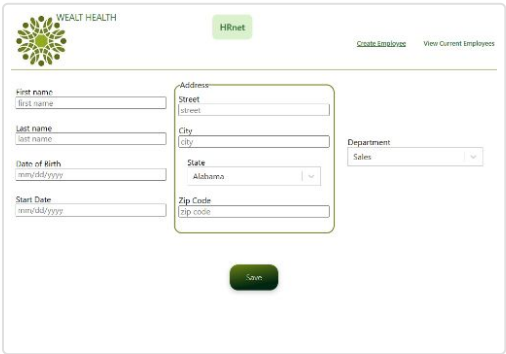 WEALT HEALTH
HRnet
Create Employee
View Current Employees
First name
first name
Last name
last name
Date of Birth
mm/dd/yyyy
Start Date
mm/dd/yyyy
Address
Street
street
City
city
State
Alabama
Zip Code
zip code
Department
Sales
Save